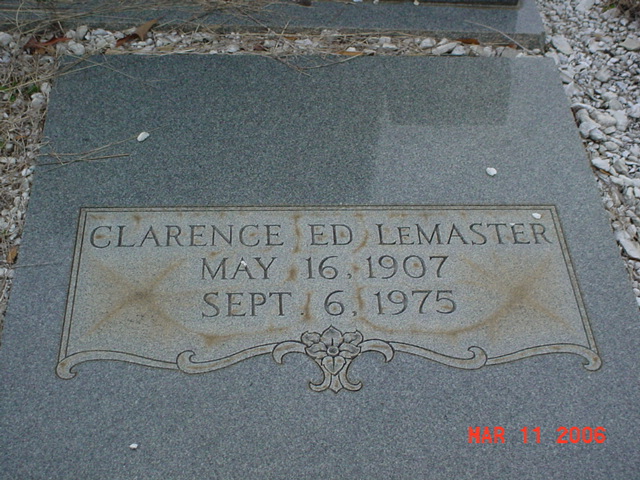 CLARENCE ED LEMASTER
MAY 16, 1907
SEPT. 6, 1975
MAR 11 2006